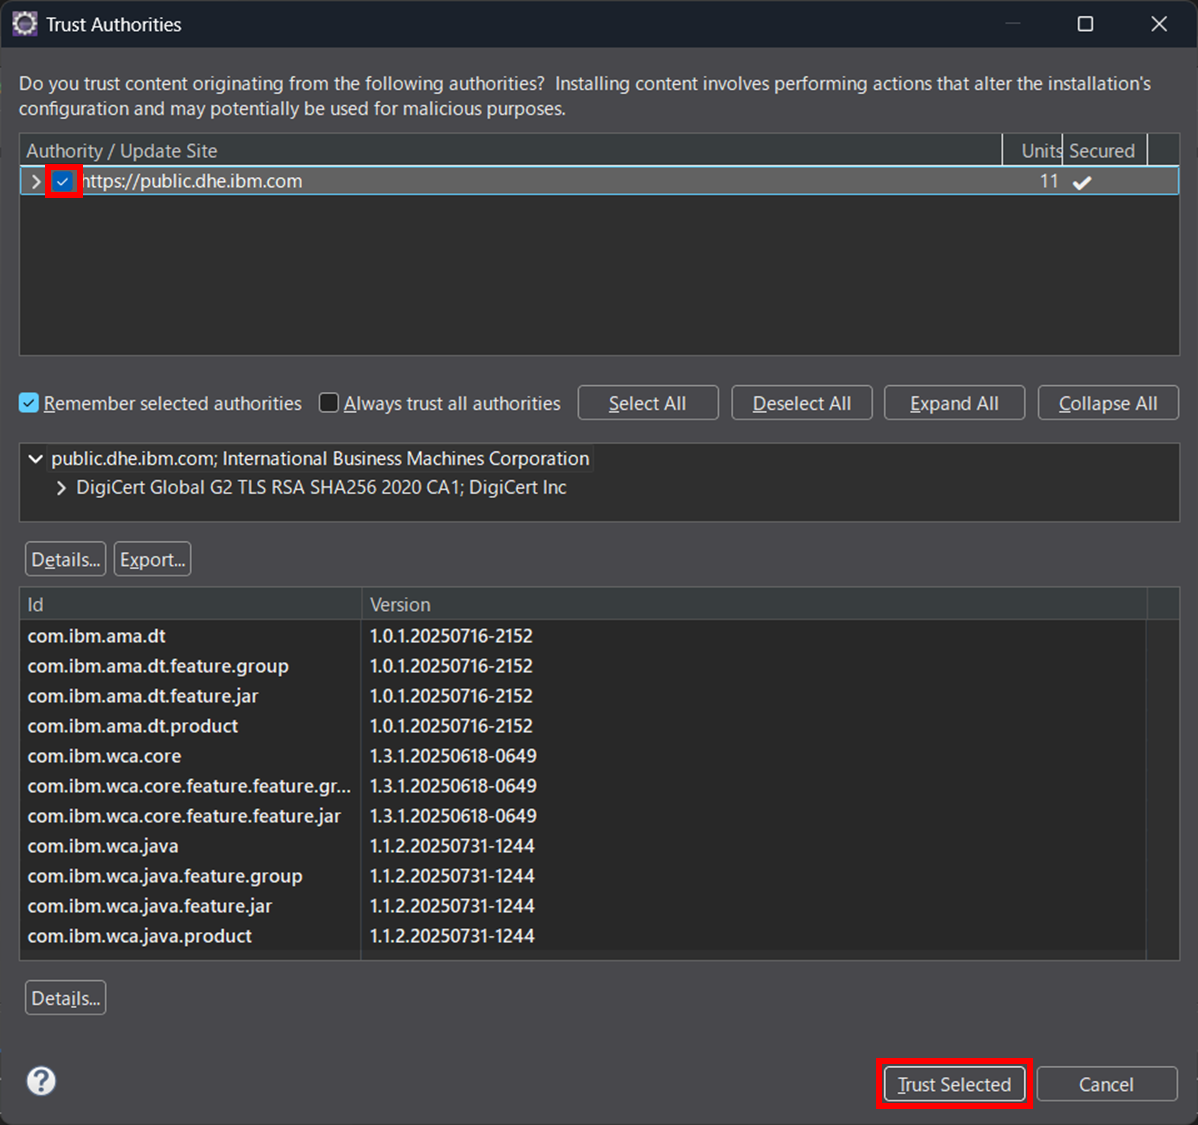 Trust Authorities
Do you trust content originating from the following authorities?  Installing content involves performing actions that alter the installation's
configuration and may potentially be used for malicious purposes.
Authority / Update Site Units Secured
https://public.dhe.ibm.com 11
Remember selected authorities Always trust all authorities Select All Deselect All Expand All Collapse All
public.dhe.ibm.com; International Business Machines Corporation
DigiCert Global G2 TLS RSA SHA256 2020 CA1; DigiCert Inc
Details... Export...
Id Version
com.ibm.ama.dt 1.0.1.20250716-2152
com.ibm.ama.dt.feature.group 1.0.1.20250716-2152
com.ibm.ama.dt.feature.jar 1.0.1.20250716-2152
com.ibm.ama.dt.product 1.0.1.20250716-2152
com.ibm.wca.core 1.3.1.20250618-0649
com.ibm.wca.core.feature.feature.gr... 1.3.1.20250618-0649
com.ibm.wca.core.feature.feature.jar 1.3.1.20250618-0649
com.ibm.wca.java 1.1.2.20250731-1244
com.ibm.wca.java.feature.group 1.1.2.20250731-1244
com.ibm.wca.java.feature.jar 1.1.2.20250731-1244
com.ibm.wca.java.product 1.1.2.20250731-1244
Details...
? Trust Selected Cancel